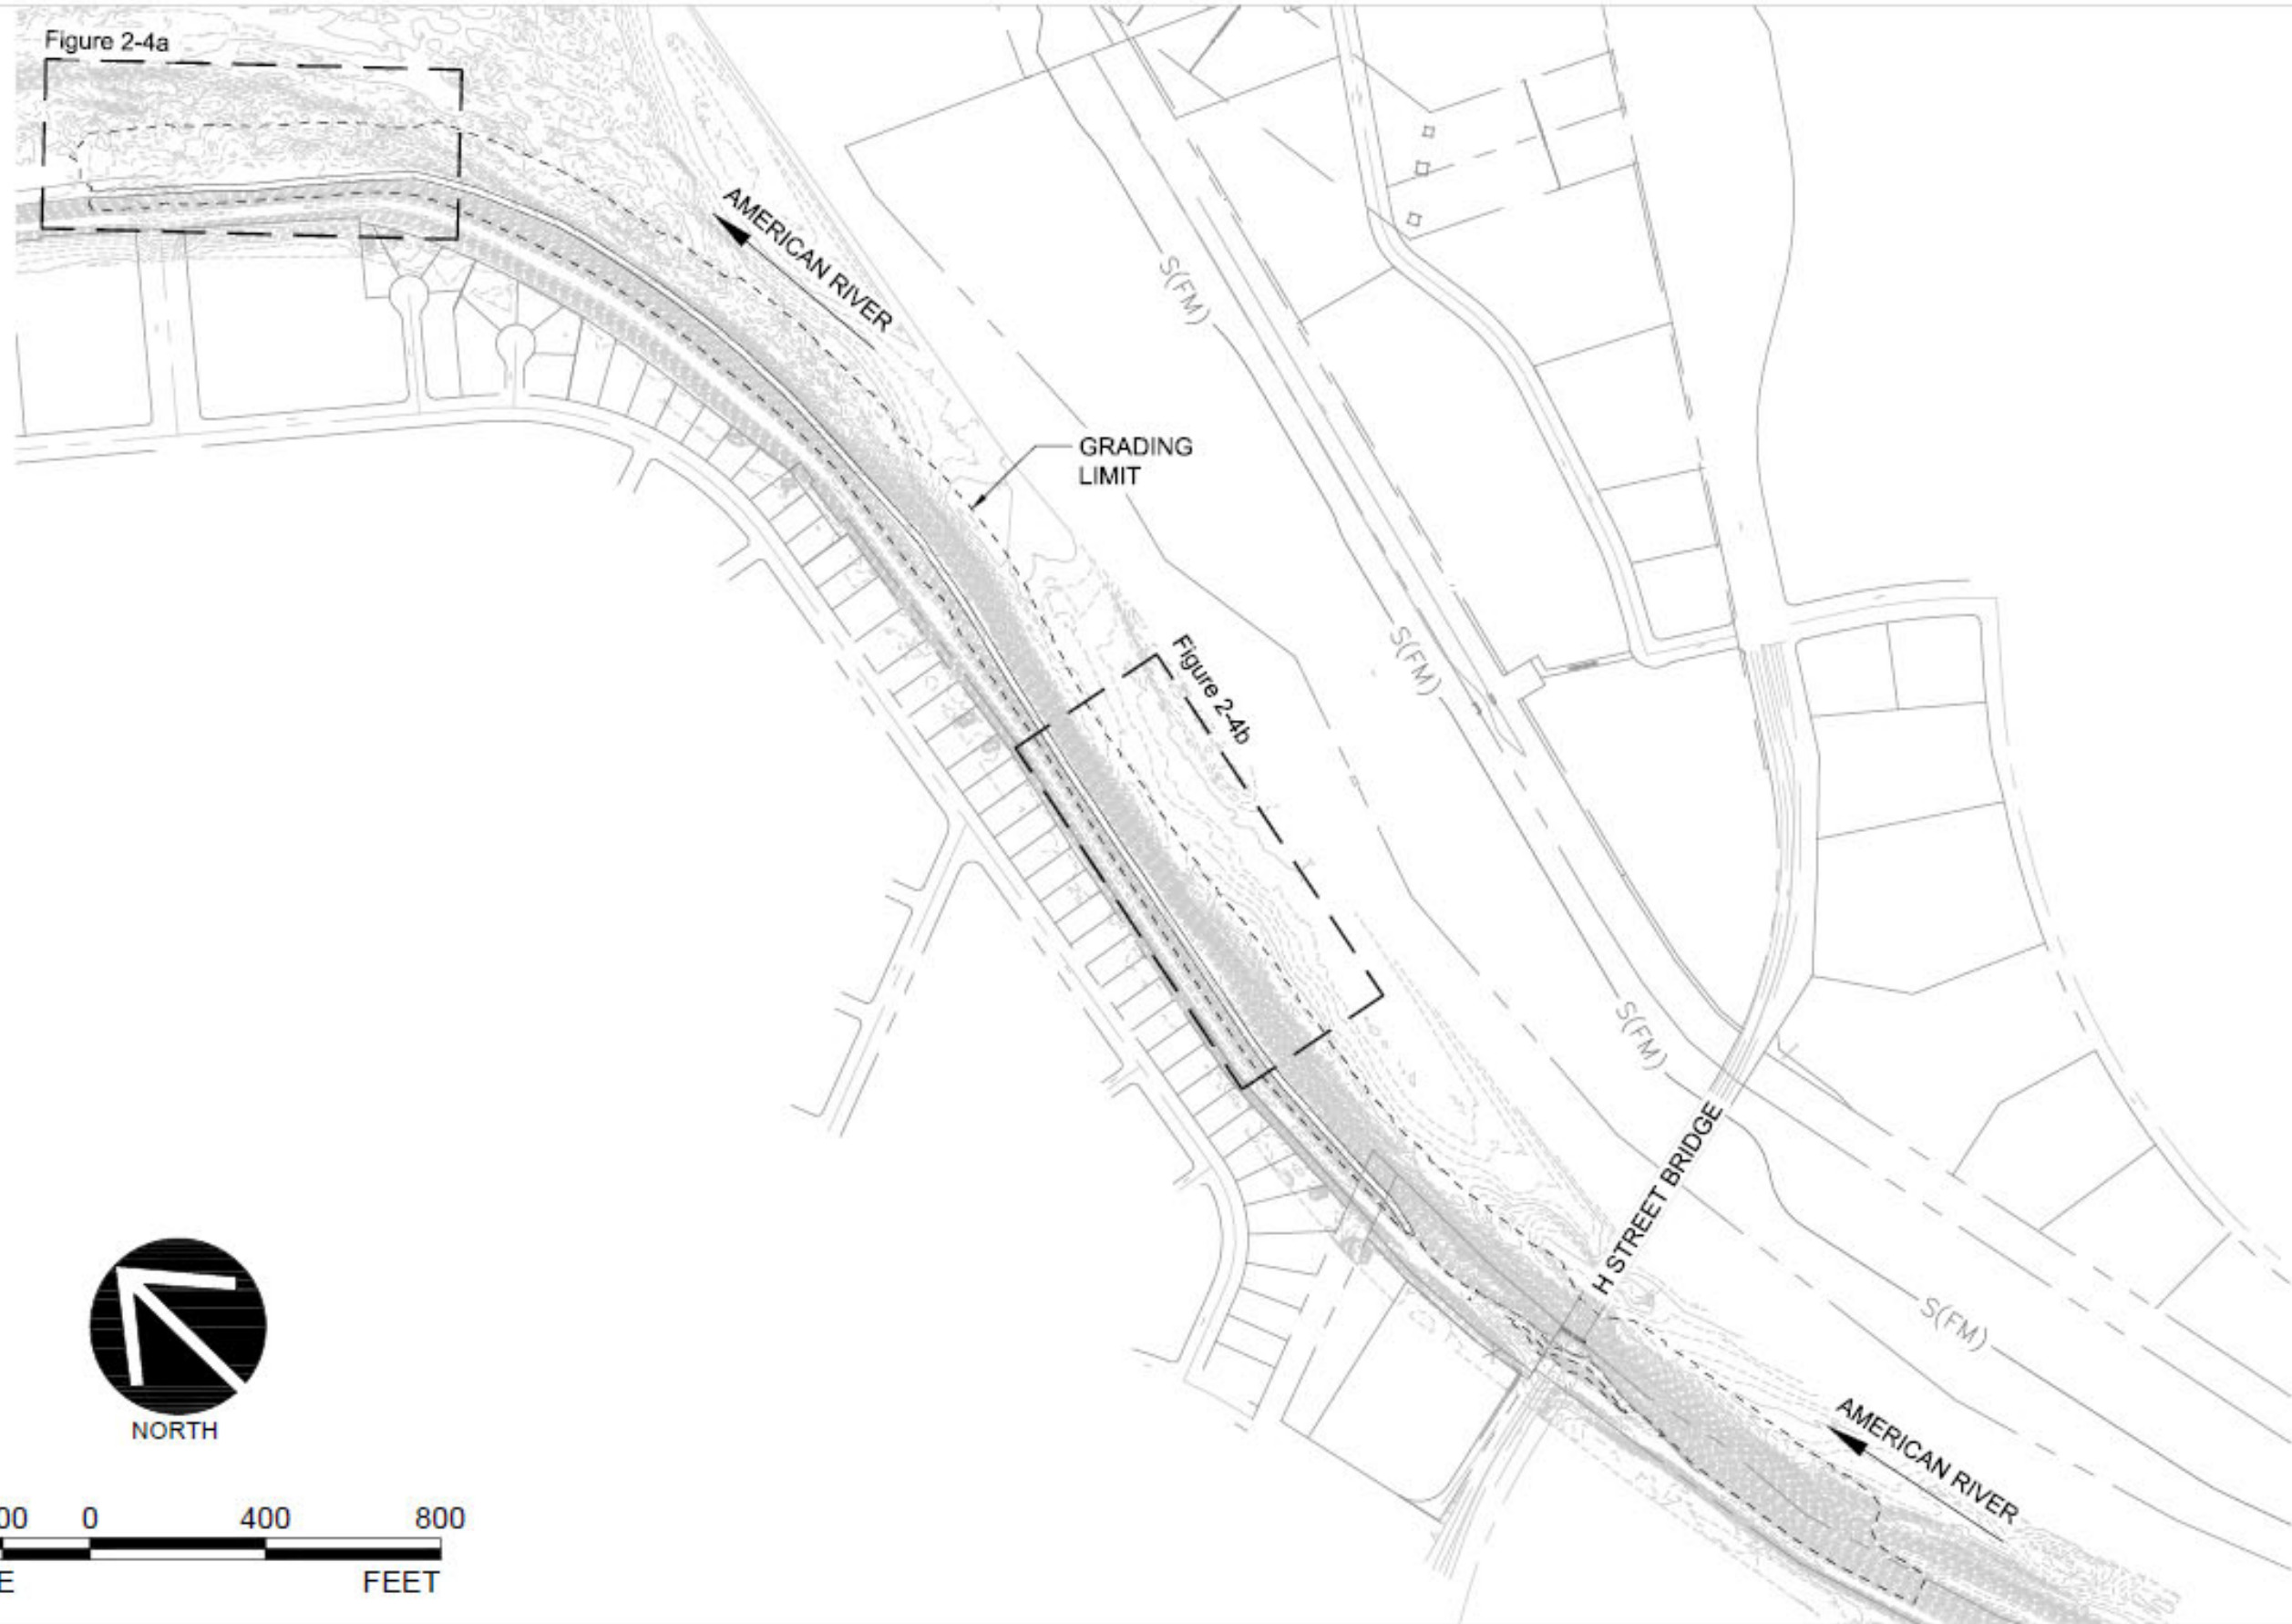 Figure 2-4a
AMERICAN RIVER
S(FM)
GRADING
LIMIT
Figure 2-4b
S(FM)
S(FM)
H STREET BRIDGE
S(FM)
AMERICAN RIVER
NORTH
00 0 400 800
E FEET